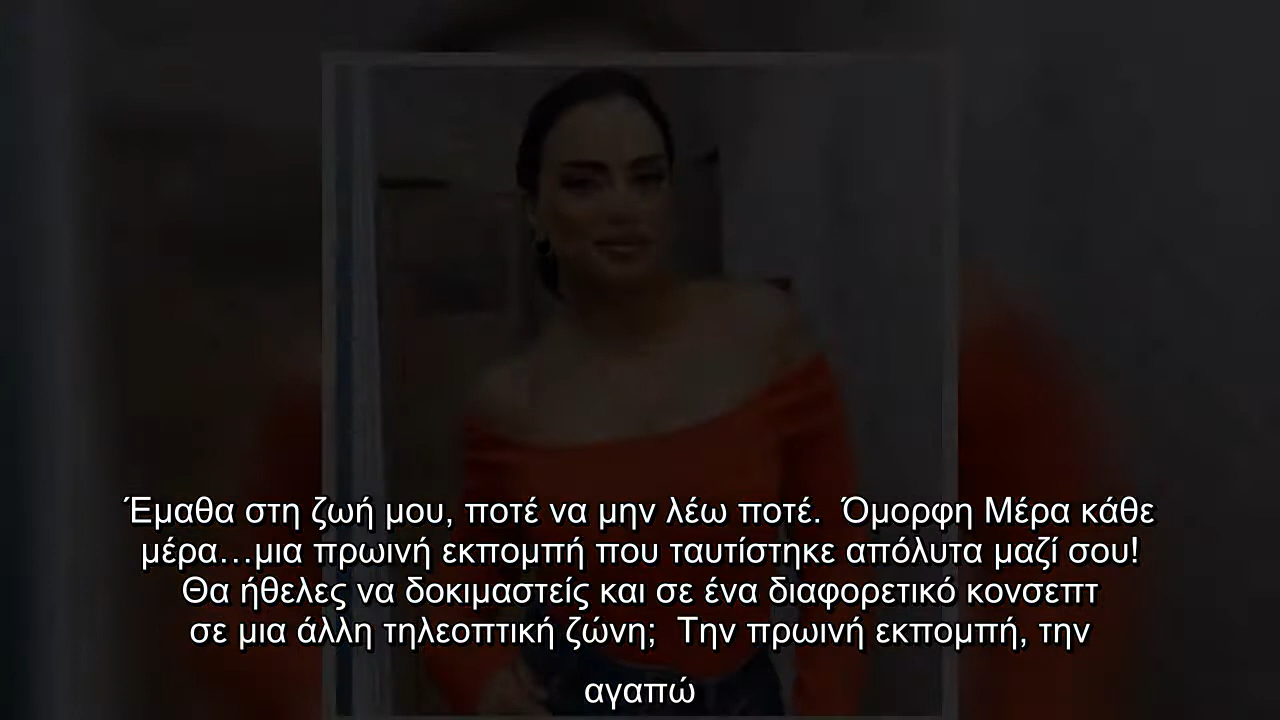 Έμαθα στη ζωή μου, ποτέ να μην λέω ποτέ.  Όμορφη Μέρα κάθε
μέρα…μια πρωινή εκπομπή που ταυτίστηκε απόλυτα μαζί σου!
Θα ήθελες να δοκιμαστείς και σε ένα διαφορετικό κονσεπτ
σε μια άλλη τηλεοπτική ζώνη;  Την πρωινή εκπομπή, την
αγαπώ